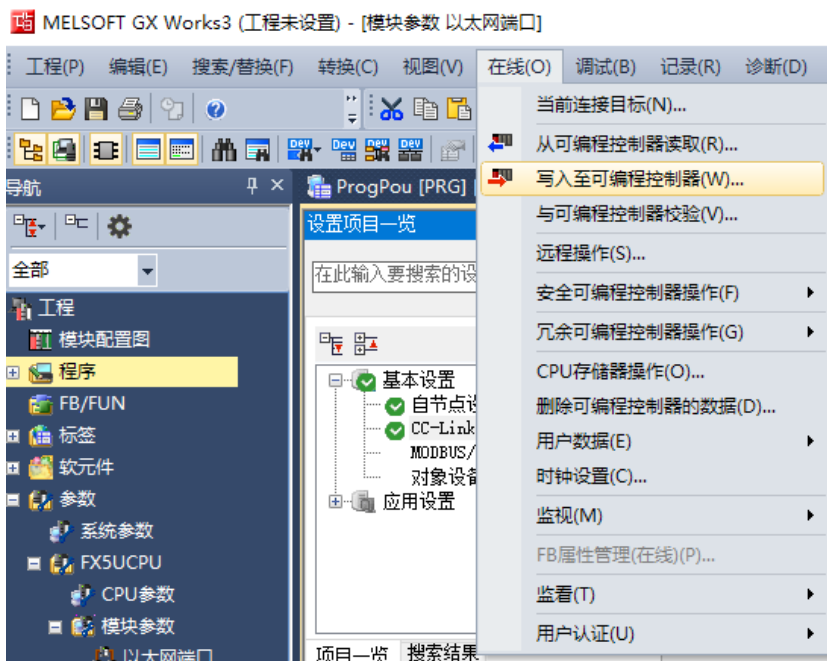 MELSOFT GX Works3 (工程未设置) - [模块参数 以太网端口]
工程(P) 编辑(E) 搜索/替换(F) 转换(C) 视图(V) 在线(O) 调试(B) 记录(R) 诊断(D)
当前连接目标(N)...
从可编程控制器读取(R)...
写入至可编程控制器(W)...
与可编程控制器校验(V)...
远程操作(S)...
安全可编程控制器操作(F)
冗余可编程控制器操作(G)
CPU存储器操作(O)...
删除可编程控制器的数据(D)...
用户数据(E)
时钟设置(C)...
监视(M)
FB属性管理(在线)(P)...
监看(T)
用户认证(U)
导航
全部
工程
模块配置图
程序
FB/FUN
标签
软元件
参数
系统参数
FX5UCPU
CPU参数
模块参数
以太网端口
ProgPou [PRG]
设置项目一览
在此输入要搜索的设
基本设置
自节点设
CC-Link
MODBUS/
对象设备
应用设置
项目一览 搜索结果